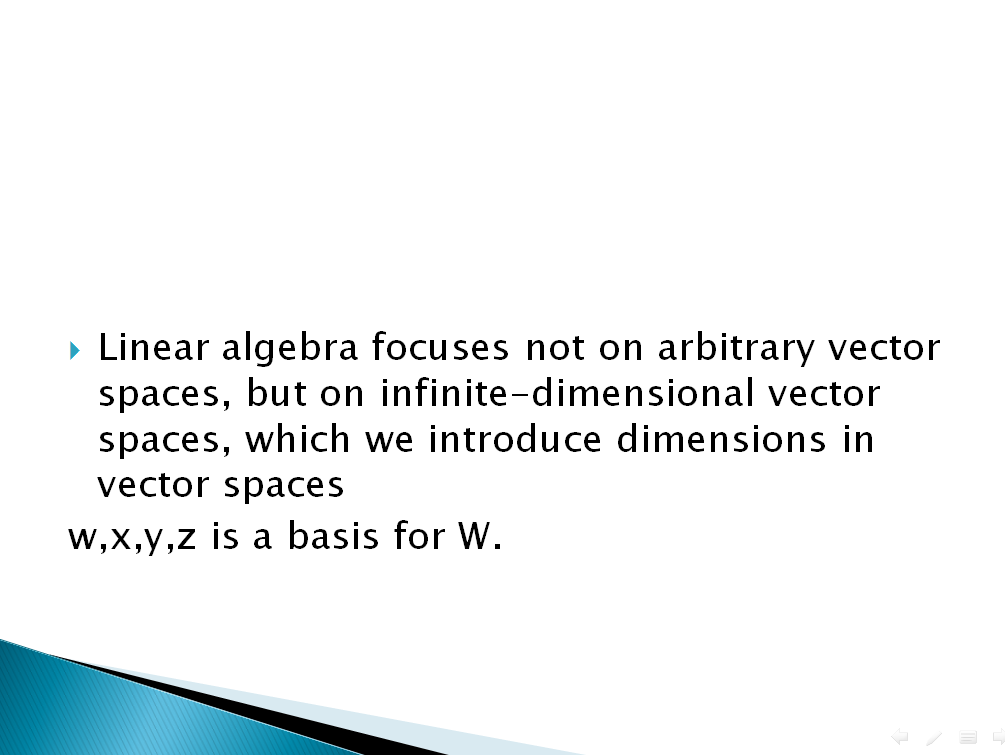 Linear algebra focuses not on arbitrary vector
spaces, but on infinite-dimensional vector
spaces, which we introduce dimensions in
vector spaces
w,x,y,z is a basis for W.